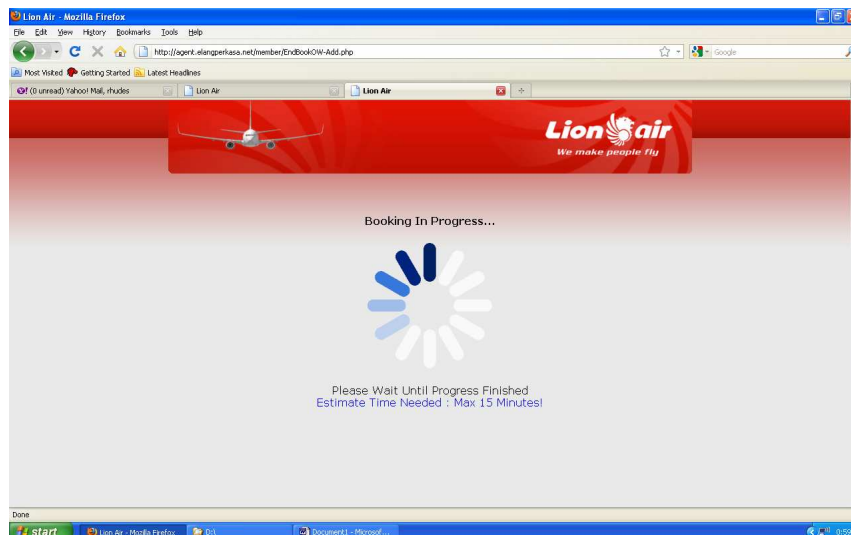 Lion Air - Mozilla Firefox
File Edit View History Bookmarks Tools Help
http://agent.elangperkasa.net/member/EndBookOW-Add.php
Google
Most Visited Getting Started Latest Headlines
(0 unread) Yahoo! Mail, rhudes
Lion Air
Lion Air
Lion air
We make people fly
Booking In Progress...
Please Wait Until Progress Finished
Estimate Time Needed : Max 15 Minutes!
Done
start
Lion Air - Mozilla Firefox
D:\
Document1 - Microsof...
0:59